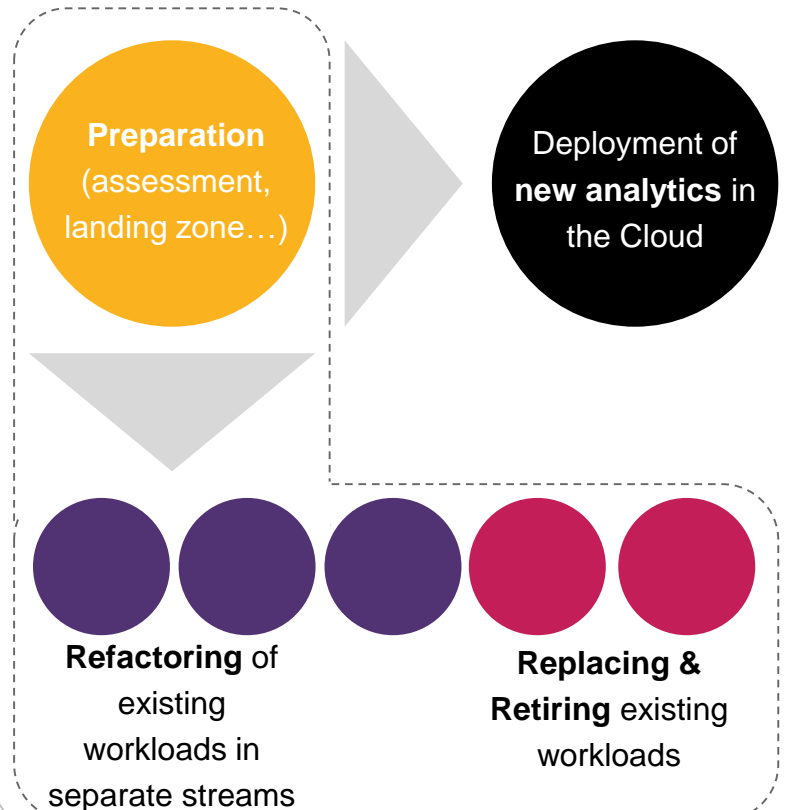 Preparation
(assessment,
landing zone…)
Deployment of
new analytics in
the Cloud
Refactoring of
existing
workloads in
separate streams
Replacing &
Retiring existing
workloads